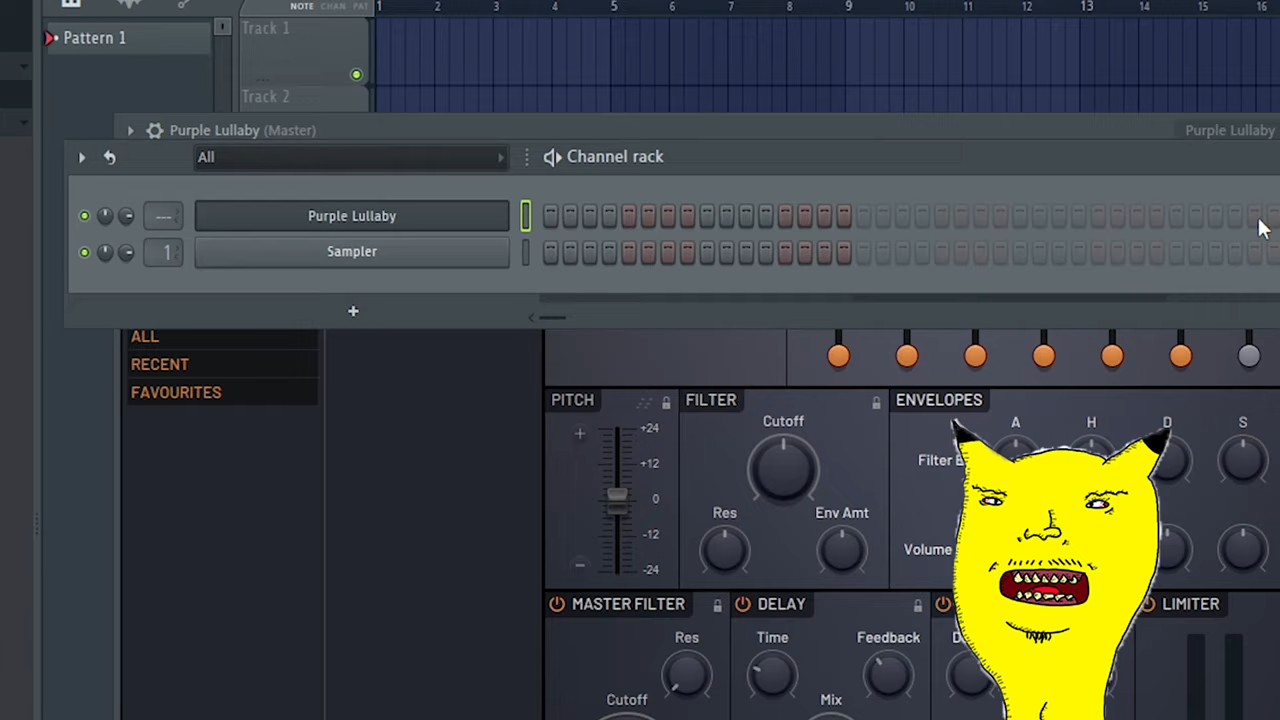 NOTE CHAN PAT
1 2 3 4 5 6 7 8 9 10 11 12 13 14 15 16
Pattern 1
Track 1
...
Track 2
Purple Lullaby (Master)
Purple Lullaby
All
Channel rack
---
Purple Lullaby
1
Sampler
+
ALL
RECENT
FAVOURITES
PITCH
FILTER
ENVELOPES
Cutoff
A H D S
+24
+12
0
-12
-24
Filter
Res
Env Amt
Volume
MASTER FILTER
DELAY
LIMITER
Res
Time
Feedback
Cutoff
Mix